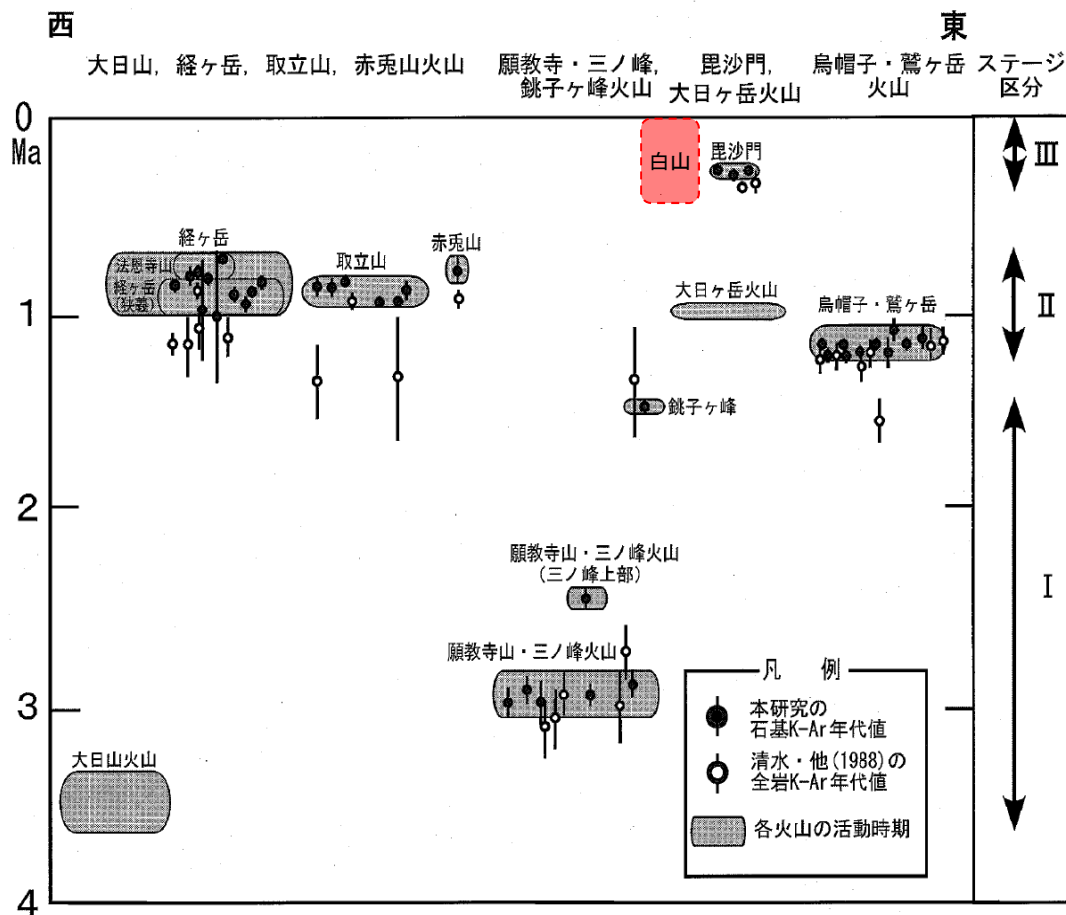 西
東
大日山, 経ヶ岳, 取立山, 赤兎山火山
願教寺・三ノ峰,
銚子ヶ峰火山
毘沙門,
大日ヶ岳火山
烏帽子・鷲ヶ岳
火山
ステージ
区分
0
Ma
白山
毘沙門
Ⅲ
経ヶ岳
法恩寺山
経ヶ岳
(狭義)
取立山
赤兎山
大日ヶ岳火山
烏帽子・鷲ヶ岳
1
Ⅱ
銚子ヶ峰
2
願教寺山・三ノ峰火山
(三ノ峰上部)
Ⅰ
願教寺山・三ノ峰火山
3
大日山火山
凡 例
本研究の
石基K-Ar年代値
清水・他(1988)の
全岩K-Ar年代値
各火山の活動時期
4